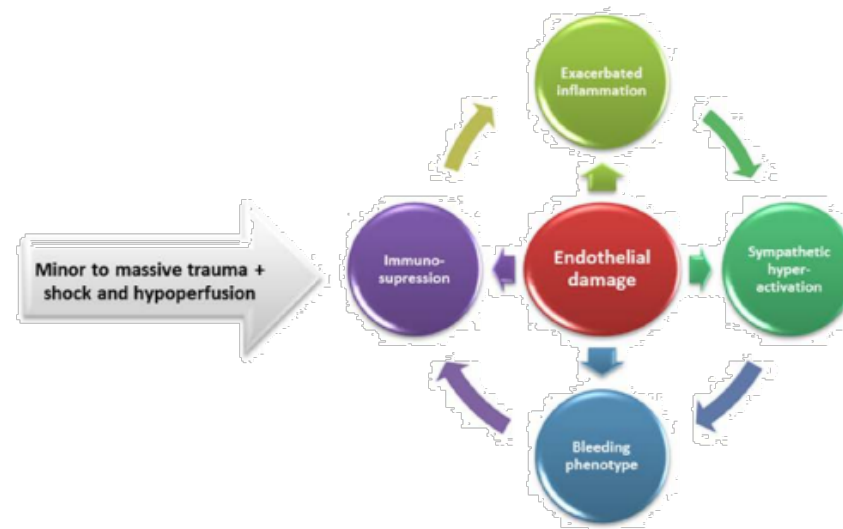 Exacerbated
inflammation
Minor to massive trauma +
shock and hypoperfusion
Immuno-
supression
Endothelial
damage
Sympathetic
hyper-
activation
Bleeding
phenotype